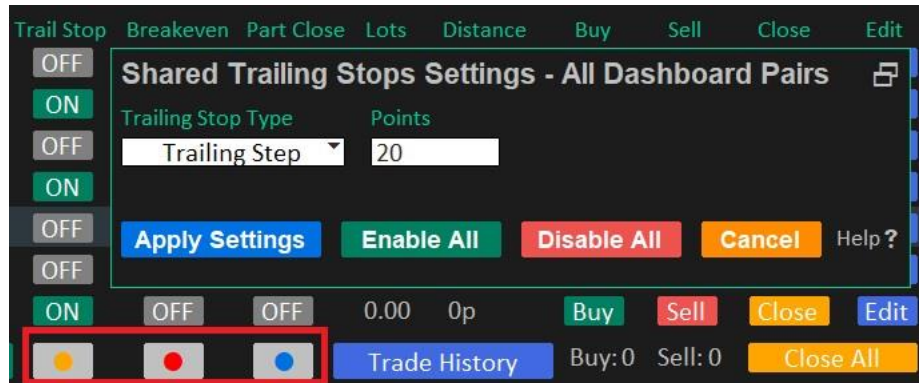 Trail Stop Breakeven Part Close Lots Distance Buy Sell Close Edit
OFF
Shared Trailing Stops Settings - All Dashboard Pairs
ON
Trailing Stop Type Points
OFF
Trailing Step 20
ON
OFF
Apply Settings Enable All Disable All Cancel Help?
OFF
ON OFF OFF 0.00 0p Buy Sell Close Edit
Trade History Buy: 0 Sell: 0 Close All